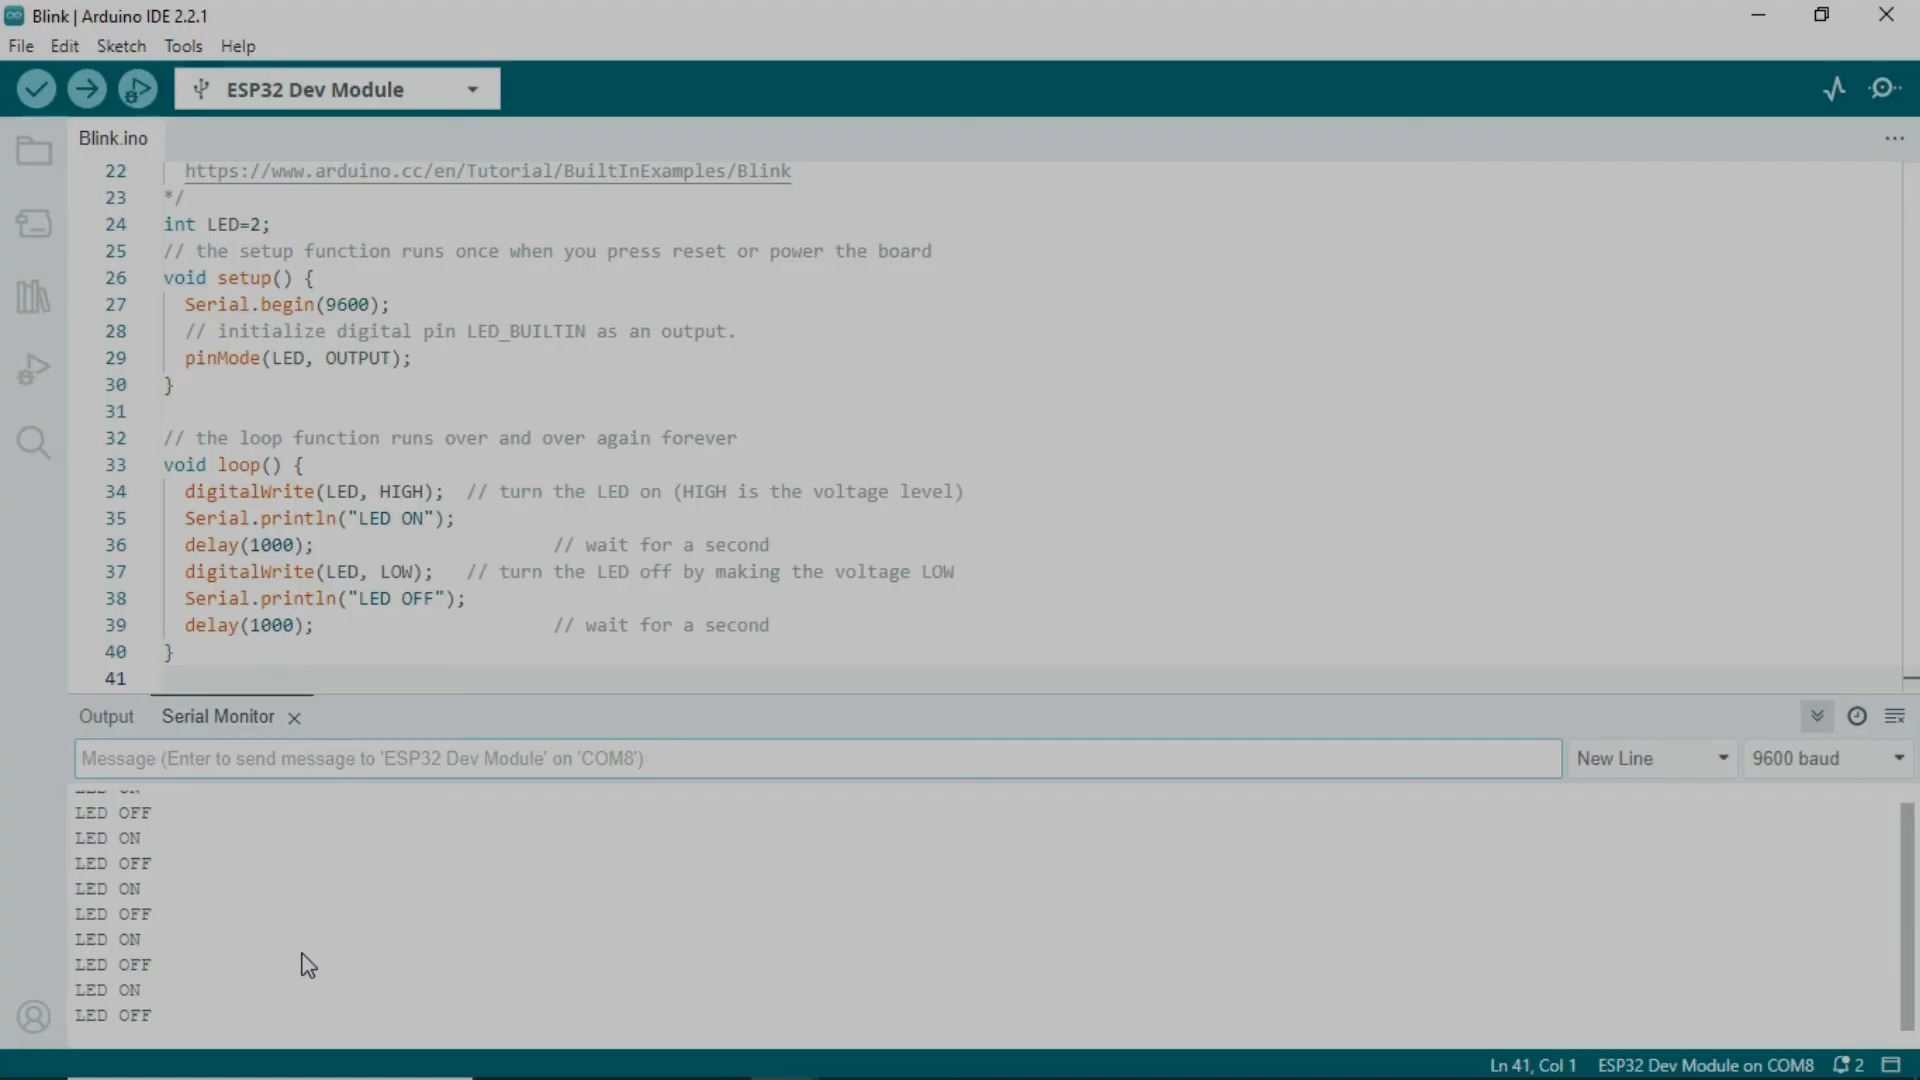 Blink | Arduino IDE 2.2.1
File Edit Sketch Tools Help
ESP32 Dev Module
Blink.ino
22 https://www.arduino.cc/en/Tutorial/BuiltInExamples/Blink
23 */
24 int LED=2;
25 // the setup function runs once when you press reset or power the board
26 void setup() {
27 Serial.begin(9600);
28 // initialize digital pin LED_BUILTIN as an output.
29 pinMode(LED, OUTPUT);
30 }
31
32 // the loop function runs over and over again forever
33 void loop() {
34 digitalWrite(LED, HIGH); // turn the LED on (HIGH is the voltage level)
35 Serial.println("LED ON");
36 delay(1000); // wait for a second
37 digitalWrite(LED, LOW); // turn the LED off by making the voltage LOW
38 Serial.println("LED OFF");
39 delay(1000); // wait for a second
40 }
41
Output Serial Monitor
Message (Enter to send message to 'ESP32 Dev Module' on 'COM8') New Line 9600 baud
LED OFF
LED ON
LED OFF
LED ON
LED OFF
LED ON
LED OFF
LED ON
LED OFF
Ln 41, Col 1 ESP32 Dev Module on COM8 2